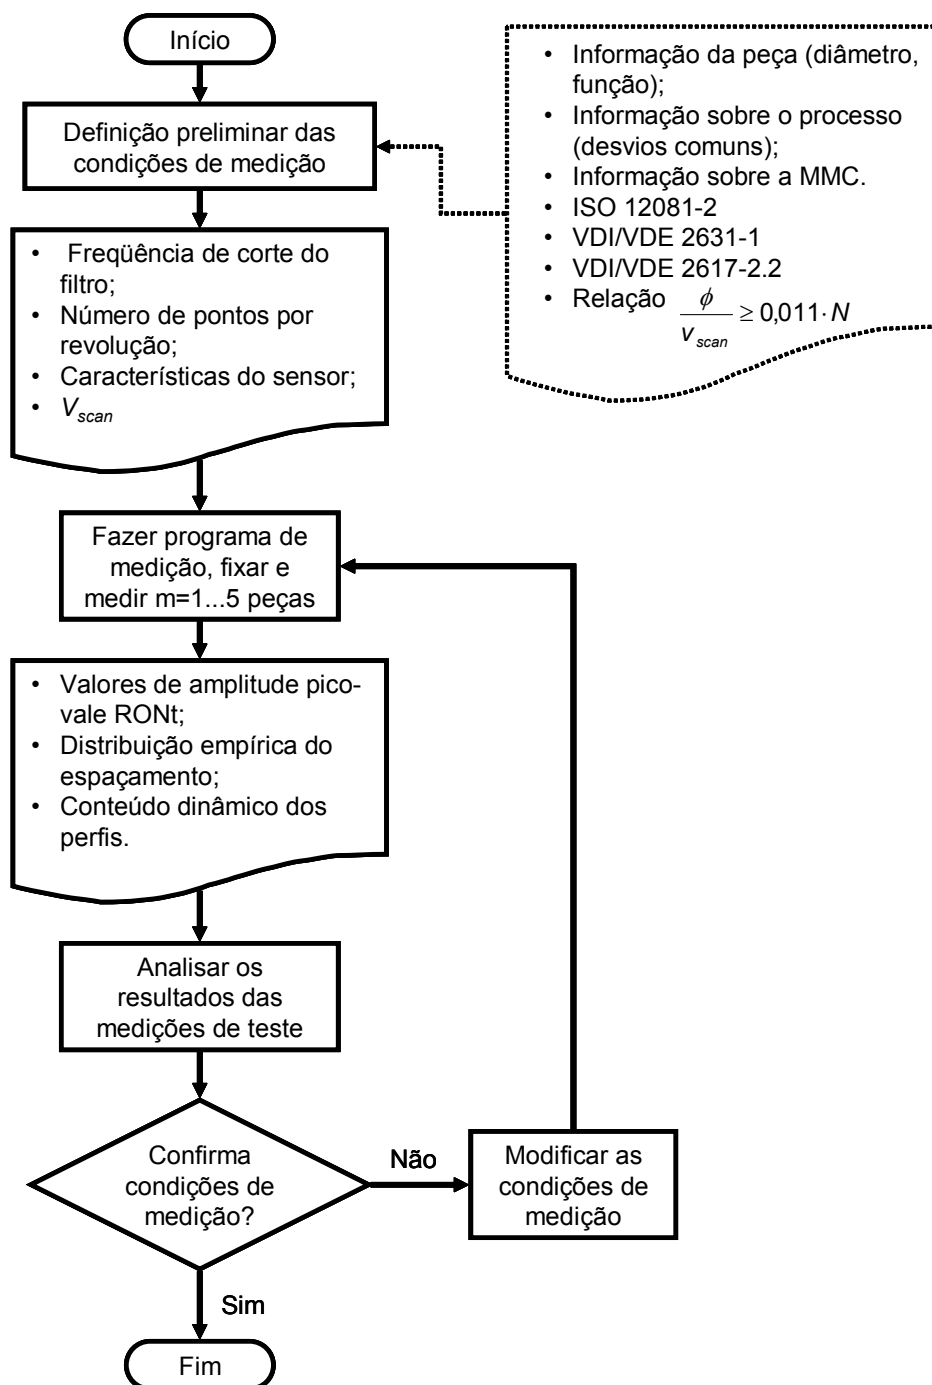 Início
Definição preliminar das
condições de medição
• Informação da peça (diâmetro,
função);
• Informação sobre o processo
(desvios comuns);
• Informação sobre a MMC.
• ISO 12081-2
• VDI/VDE 2631-1
• VDI/VDE 2617-2.2
• Relação ϕ / v scan ≥ 0,011 · N
• Freqüência de corte do
filtro;
• Número de pontos por
revolução;
• Características do sensor;
• Vscan
Fazer programa de
medição, fixar e
medir m=1...5 peças
• Valores de amplitude pico-
vale RONt;
• Distribuição empírica do
espaçamento;
• Conteúdo dinâmico dos
perfis.
Analisar os
resultados das
medições de teste
Confirma
condições de
medição?
Não
Modificar as
condições de
medição
Sim
Fim